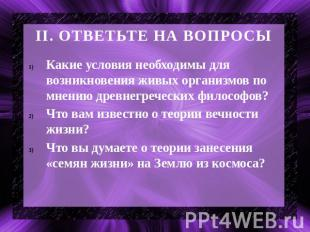 II. ОТВЕТЬТЕ НА ВОПРОСЫ
1) Какие условия необходимы для
возникновения живых организмов по
мнению древнегреческих философов?
2) Что вам известно о теории вечности
жизни?
3) Что вы думаете о теории занесения
«семян жизни» на Землю из космоса?
PPt4WEB.ru